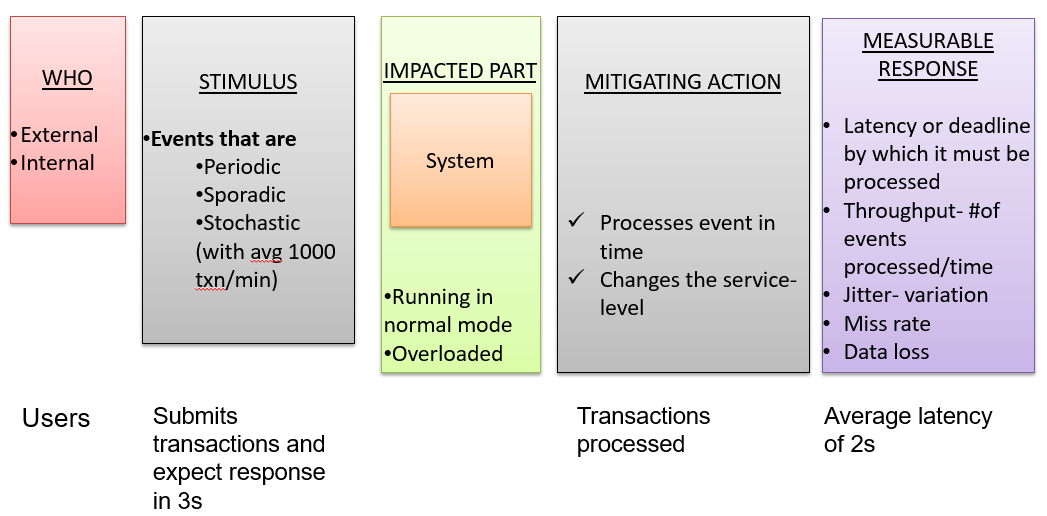 WHO
•External
•Internal
STIMULUS
•Events that are
•Periodic
•Sporadic
•Stochastic
(with avg 1000
txn/min)
IMPACTED PART
System
•Running in
normal mode
•Overloaded
MITIGATING ACTION
✓ Processes event in
time
✓ Changes the service-
level
MEASURABLE
RESPONSE
• Latency or deadline
by which it must be
processed
• Throughput- #of
events
processed/time
• Jitter- variation
• Miss rate
• Data loss
Users
Submits
transactions and
expect response
in 3s
Transactions
processed
Average latency
of 2s